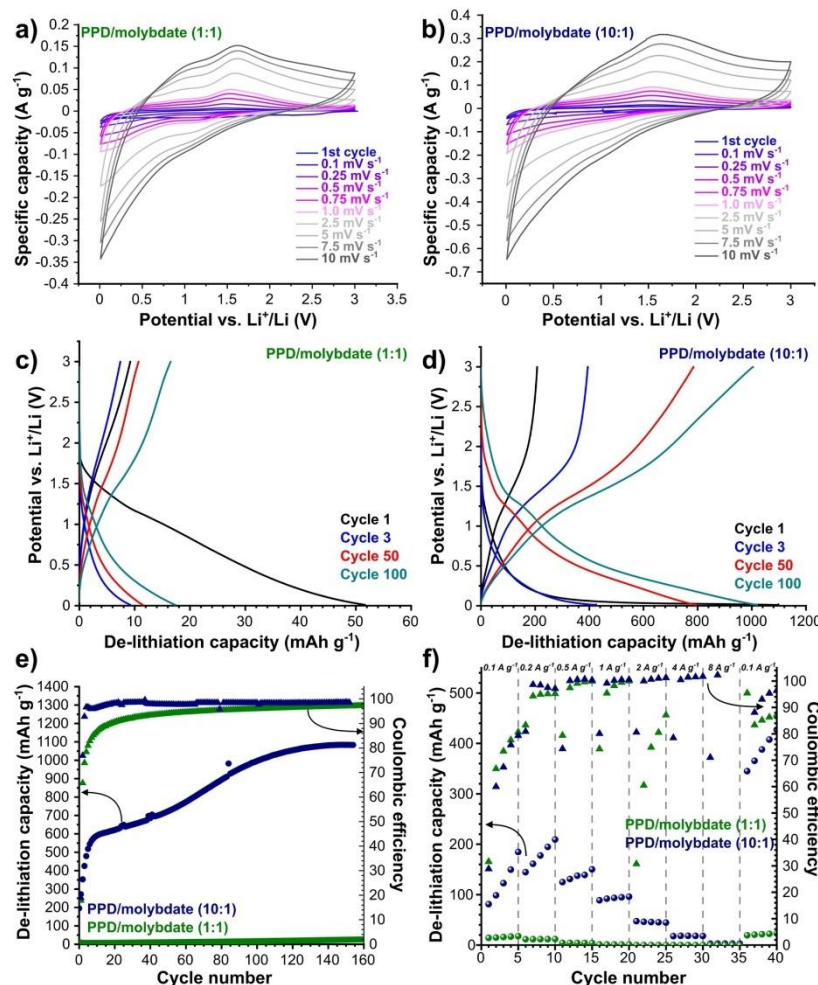 a)
PPD/molybdate (1:1)
0.2
0.15
0.1
0.05
0
-0.05
-0.1
-0.15
-0.2
-0.25
-0.3
-0.35
-0.4
Specific capacity (A g⁻¹)
1st cycle
0.1 mV s⁻¹
0.25 mV s⁻¹
0.5 mV s⁻¹
0.75 mV s⁻¹
1.0 mV s⁻¹
2.5 mV s⁻¹
5 mV s⁻¹
7.5 mV s⁻¹
10 mV s⁻¹
0 0.5 1 1.5 2 2.5 3 3.5
Potential vs. Li⁺/Li (V)
b)
PPD/molybdate (10:1)
0.4
0.3
0.2
0.1
0
-0.1
-0.2
-0.3
-0.4
-0.5
-0.6
-0.7
Specific capacity (A g⁻¹)
1st cycle
0.1 mV s⁻¹
0.25 mV s⁻¹
0.5 mV s⁻¹
0.75 mV s⁻¹
1.0 mV s⁻¹
2.5 mV s⁻¹
5 mV s⁻¹
7.5 mV s⁻¹
10 mV s⁻¹
0 0.5 1 1.5 2 2.5 3
Potential vs. Li⁺/Li (V)
c)
PPD/molybdate (1:1)
3
2.5
2
1.5
1
0.5
0
Potential vs. Li⁺/Li (V)
Cycle 1
Cycle 3
Cycle 50
Cycle 100
0 10 20 30 40 50 60
De-lithiation capacity (mAh g⁻¹)
d)
PPD/molybdate (10:1)
3
2.5
2
1.5
1
0.5
0
Potential vs. Li⁺/Li (V)
Cycle 1
Cycle 3
Cycle 50
Cycle 100
0 200 400 600 800 1000 1200
De-lithiation capacity (mAh g⁻¹)
e)
1400
1300
1200
1100
1000
900
800
700
600
500
400
300
200
100
0
De-lithiation capacity (mAh g⁻¹)
100
90
80
70
60
50
40
30
20
10
0
Coulombic efficiency
PPD/molybdate (10:1)
PPD/molybdate (1:1)
0 20 40 60 80 100 120 140 160
Cycle number
f)
0.1 A g⁻¹ 0.2 A g⁻¹ 0.5 A g⁻¹ 1 A g⁻¹ 2 A g⁻¹ 4 A g⁻¹ 8 A g⁻¹ 0.1 A g⁻¹
500
450
400
350
300
250
200
150
100
50
0
De-lithiation capacity (mAh g⁻¹)
100
90
80
70
60
50
40
30
20
10
0
Coulombic efficiency
PPD/molybdate (1:1)
PPD/molybdate (10:1)
0 5 10 15 20 25 30 35 40
Cycle number